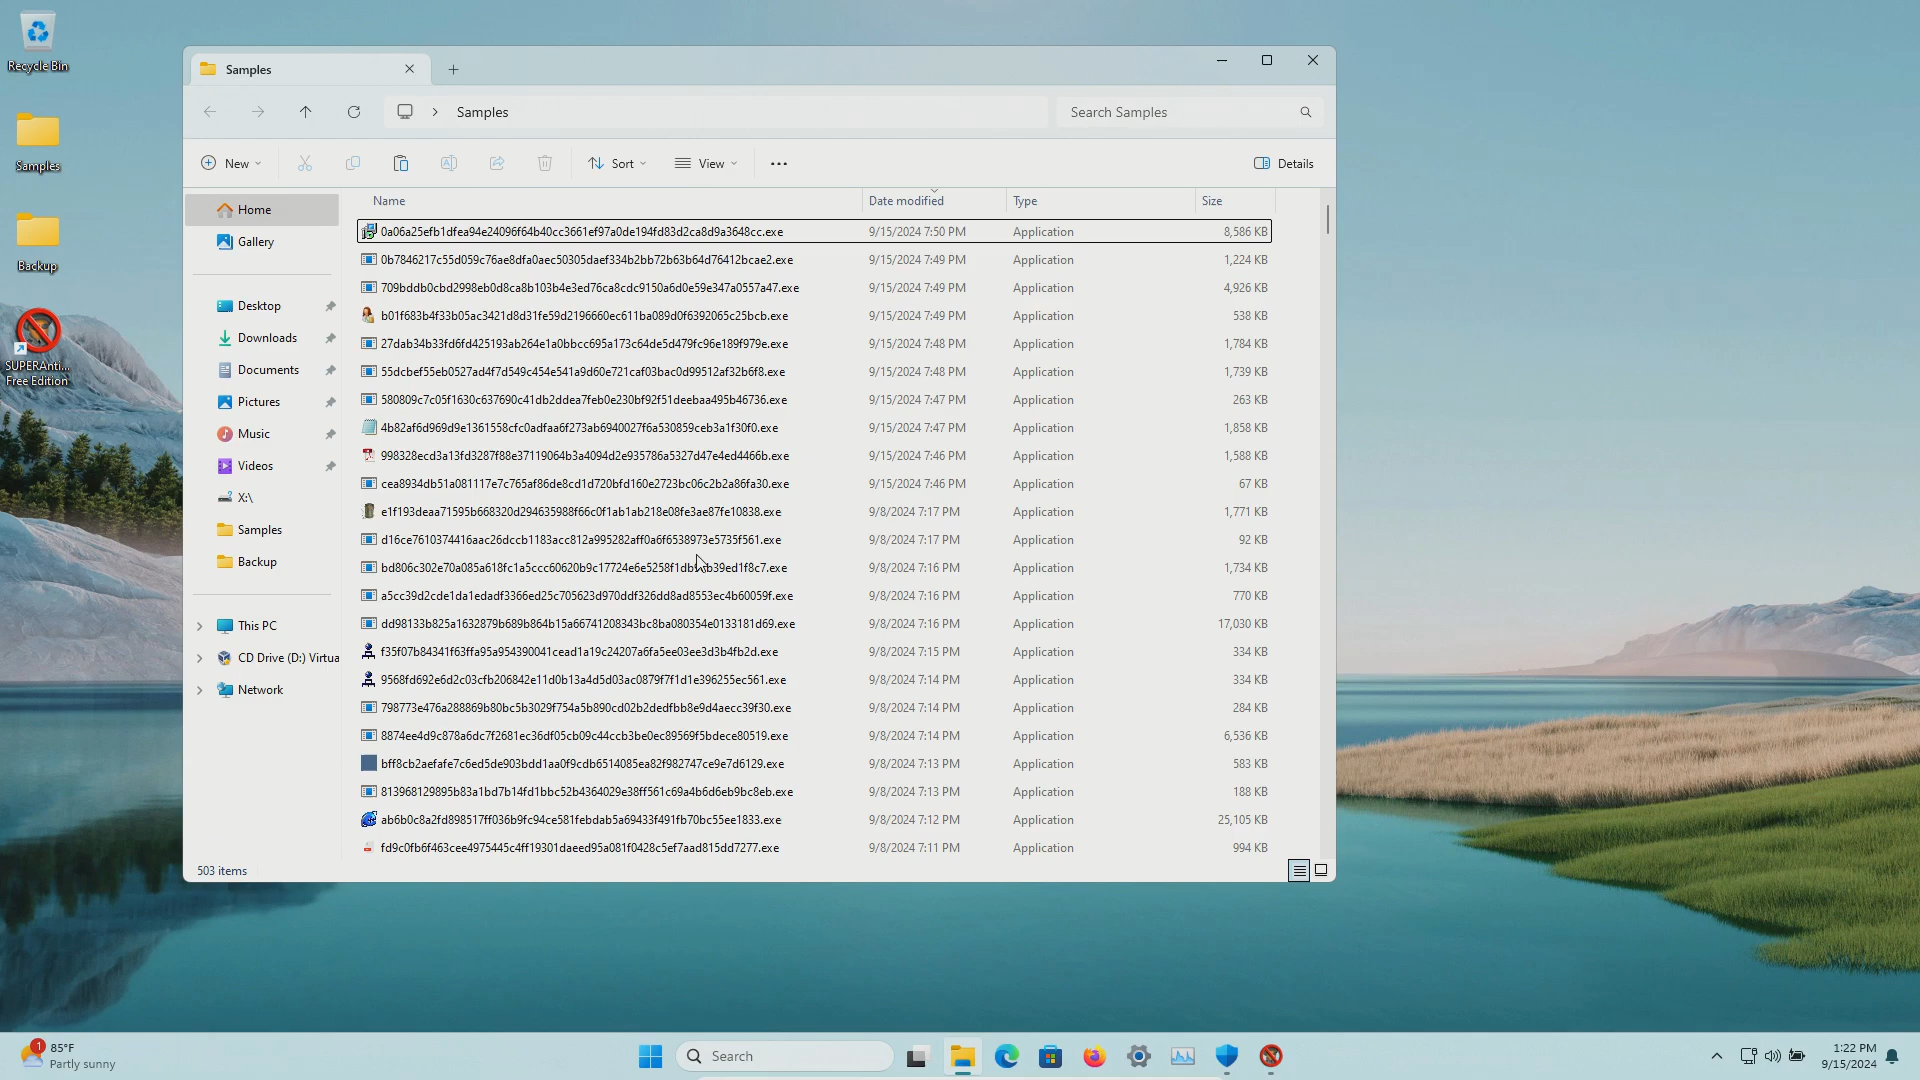 Recycle Bin
Samples
Backup
SUPERAnti...
Free Edition
Samples
Samples
Search Samples
New
Sort
View
Details
Home
Gallery
Desktop
Downloads
Documents
Pictures
Music
Videos
X:\
Samples
Backup
This PC
CD Drive (D:) Virtua
Network
Name Date modified Type Size
0a06a25efb1dfea94e24096f64b40cc3661ef97a0de194fd83d2ca8d9a3648cc.exe 9/15/2024 7:50 PM Application 8,586 KB
0b7846217c55d059c76ae8dfa0aec50305daef334b2bb72b63b64d76412bcae2.exe 9/15/2024 7:49 PM Application 1,224 KB
709bddb0cbd2998eb0d8ca8b103b4e3ed76ca8cdc9150a6d0e59e347a0557a47.exe 9/15/2024 7:49 PM Application 4,926 KB
b01f683b4f33b05ac3421d8d31fe59d2196660ec611ba089d0f6392065c25bcb.exe 9/15/2024 7:49 PM Application 538 KB
27dab34b33fd6fd425193ab264e1a0bbcc695a173c64de5d479fc96e189f979e.exe 9/15/2024 7:48 PM Application 1,784 KB
55dcbef55eb0527ad4f7d549c454e541a9d60e721caf03bac0d99512af32b6f8.exe 9/15/2024 7:48 PM Application 1,739 KB
580809c7c05f1630c637690c41db2ddea7feb0e230bf92f51deebaa495b46736.exe 9/15/2024 7:47 PM Application 263 KB
4b82af6d969d9e1361558cfc0adfaa6f273ab6940027f6a530859ceb3a1f30f0.exe 9/15/2024 7:47 PM Application 1,858 KB
998328ecd3a13fd3287f88e37119064b3a4094d2e935786a5327d47e4ed4466b.exe 9/15/2024 7:46 PM Application 1,588 KB
cea8934db51a081117e7c765af86de8cd1d720bfd160e2723bc06c2b2a86fa30.exe 9/15/2024 7:46 PM Application 67 KB
e1f193deaa71595b668320d294635988f66c0f1ab1ab218e08fe3ae87fe10838.exe 9/8/2024 7:17 PM Application 1,771 KB
d16ce7610374416aac26dccb1183acc812a995282aff0a6f6538973e5735f561.exe 9/8/2024 7:17 PM Application 92 KB
9/8/2024 7:16 PM Application 1,734 KB
a5cc39d2cde1da1edadf3366ed25c705623d970ddf326dd8ad8553ec4b60059f.exe 9/8/2024 7:16 PM Application 770 KB
dd98133b825a1632879b689b864b15a66741208343bc8ba080354e0133181d69.exe 9/8/2024 7:16 PM Application 17,030 KB
f35f07b84341f63ffa95a954390041cead1a19c24207a6fa5ee03ee3d3b4fb2d.exe 9/8/2024 7:15 PM Application 334 KB
9568fd692e6d2c03cfb206842e11d0b13a4d5d03ac0879f7f1d1e396255ec561.exe 9/8/2024 7:14 PM Application 334 KB
798773e476a288869b80bc5b3029f754a5b890cd02b2dedfbb8e9d4aecc39f30.exe 9/8/2024 7:14 PM Application 284 KB
8874ee4d9c878a6dc7f2681ec36df05cb09c44ccb3be0ec89569f5bdece80519.exe 9/8/2024 7:14 PM Application 6,536 KB
bff8cb2aefafe7c6ed5de903bdd1aa0f9cdb6514085ea82f982747ce9e7d6129.exe 9/8/2024 7:13 PM Application 583 KB
813968129895b83a1bd7b14fd1bbc52b4364029e38ff561c69a4b6d6eb9bc8eb.exe 9/8/2024 7:13 PM Application 188 KB
ab6b0c8a2fd898517ff036b9fc94ce581febdab5a69433f491fb70bc55ee1833.exe 9/8/2024 7:12 PM Application 25,105 KB
fd9c0fb6f463cee4975445c4ff19301daeed95a081f0428c5ef7aad815dd7277.exe 9/8/2024 7:11 PM Application 994 KB
503 items
1
85°F
Partly sunny
Search
1:22 PM
9/15/2024